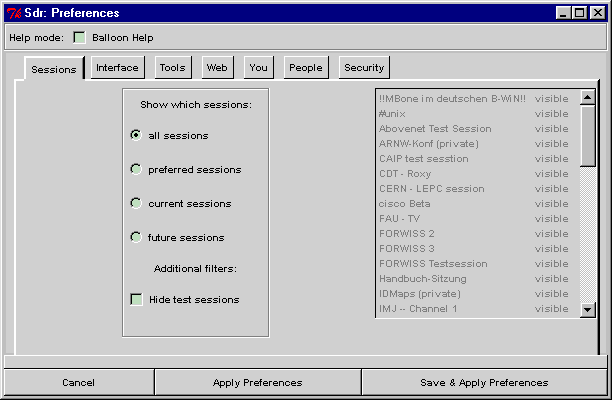 Sdr: Preferences
Help mode: Balloon Help
Sessions Interface Tools Web You People Security
Show which sessions:
all sessions
preferred sessions
current sessions
future sessions
Additional filters:
Hide test sessions
!!MBone im deutschen B-WiN!! visible
#unix visible
Abovenet Test Session visible
ARNW-Konf (private) visible
CAIP test sesstion visible
CDT - Roxy visible
CERN - LEPC session visible
cisco Beta visible
FAU - TV visible
FORWISS 2 visible
FORWISS 3 visible
FORWISS Testsession visible
Handbuch-Sitzung visible
IDMaps (private) visible
IMJ -- Channel 1 visible
Cancel Apply Preferences Save & Apply Preferences